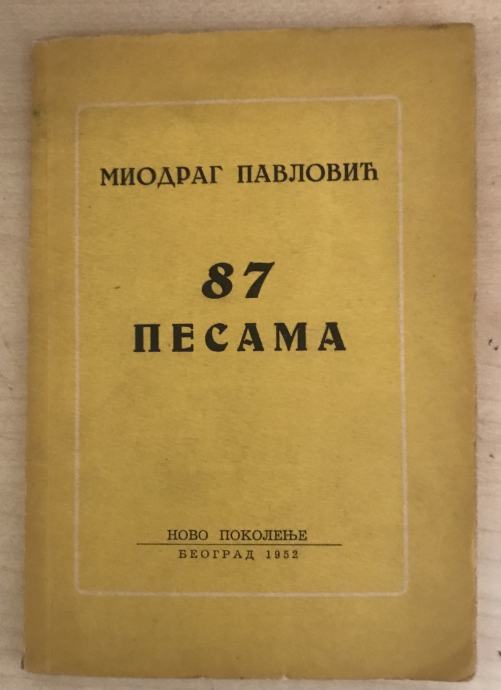 МИОДРАГ ПАВЛОВИЋ
87
ПЕСАМА
НОВО ПОКОЛЕЊЕ
БЕОГРАД 1952